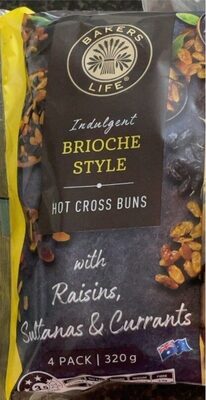 BAKERS
LIFE
Indulgent
BRIOCHE
STYLE
HOT CROSS BUNS
with
Raisins,
Sultanas & Currants
4 PACK | 320g